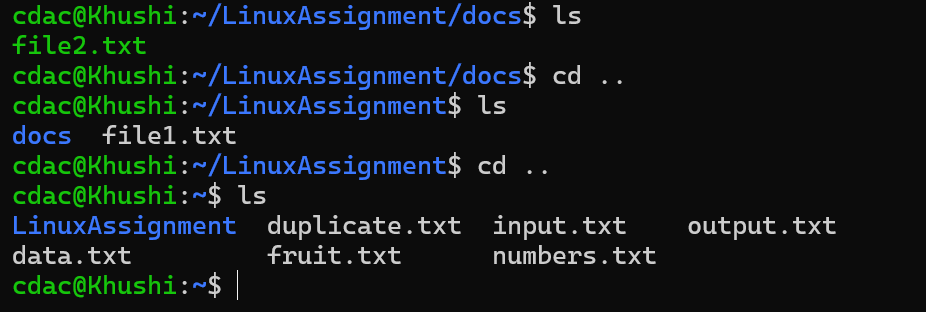 cdac@Khushi:~/LinuxAssignment/docs$ ls
file2.txt
cdac@Khushi:~/LinuxAssignment/docs$ cd ..
cdac@Khushi:~/LinuxAssignment$ ls
docs  file1.txt
cdac@Khushi:~/LinuxAssignment$ cd ..
cdac@Khushi:~$ ls
LinuxAssignment  duplicate.txt  input.txt    output.txt
data.txt         fruit.txt      numbers.txt
cdac@Khushi:~$